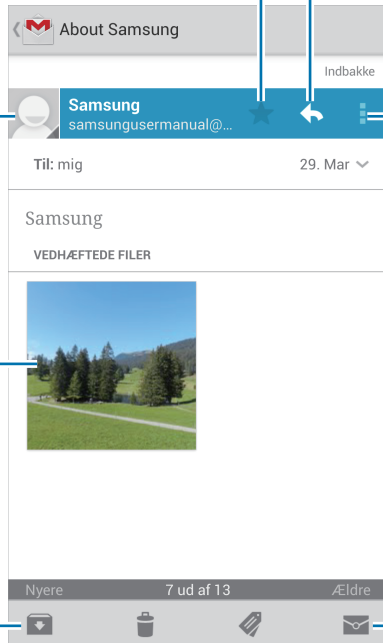 About Samsung
Indbakke
Samsung
samsungusermanual@...
Til: mig 29. Mar
Samsung
VEDHÆFTEDE FILER
Nyere 7 ud af 13 Ældre